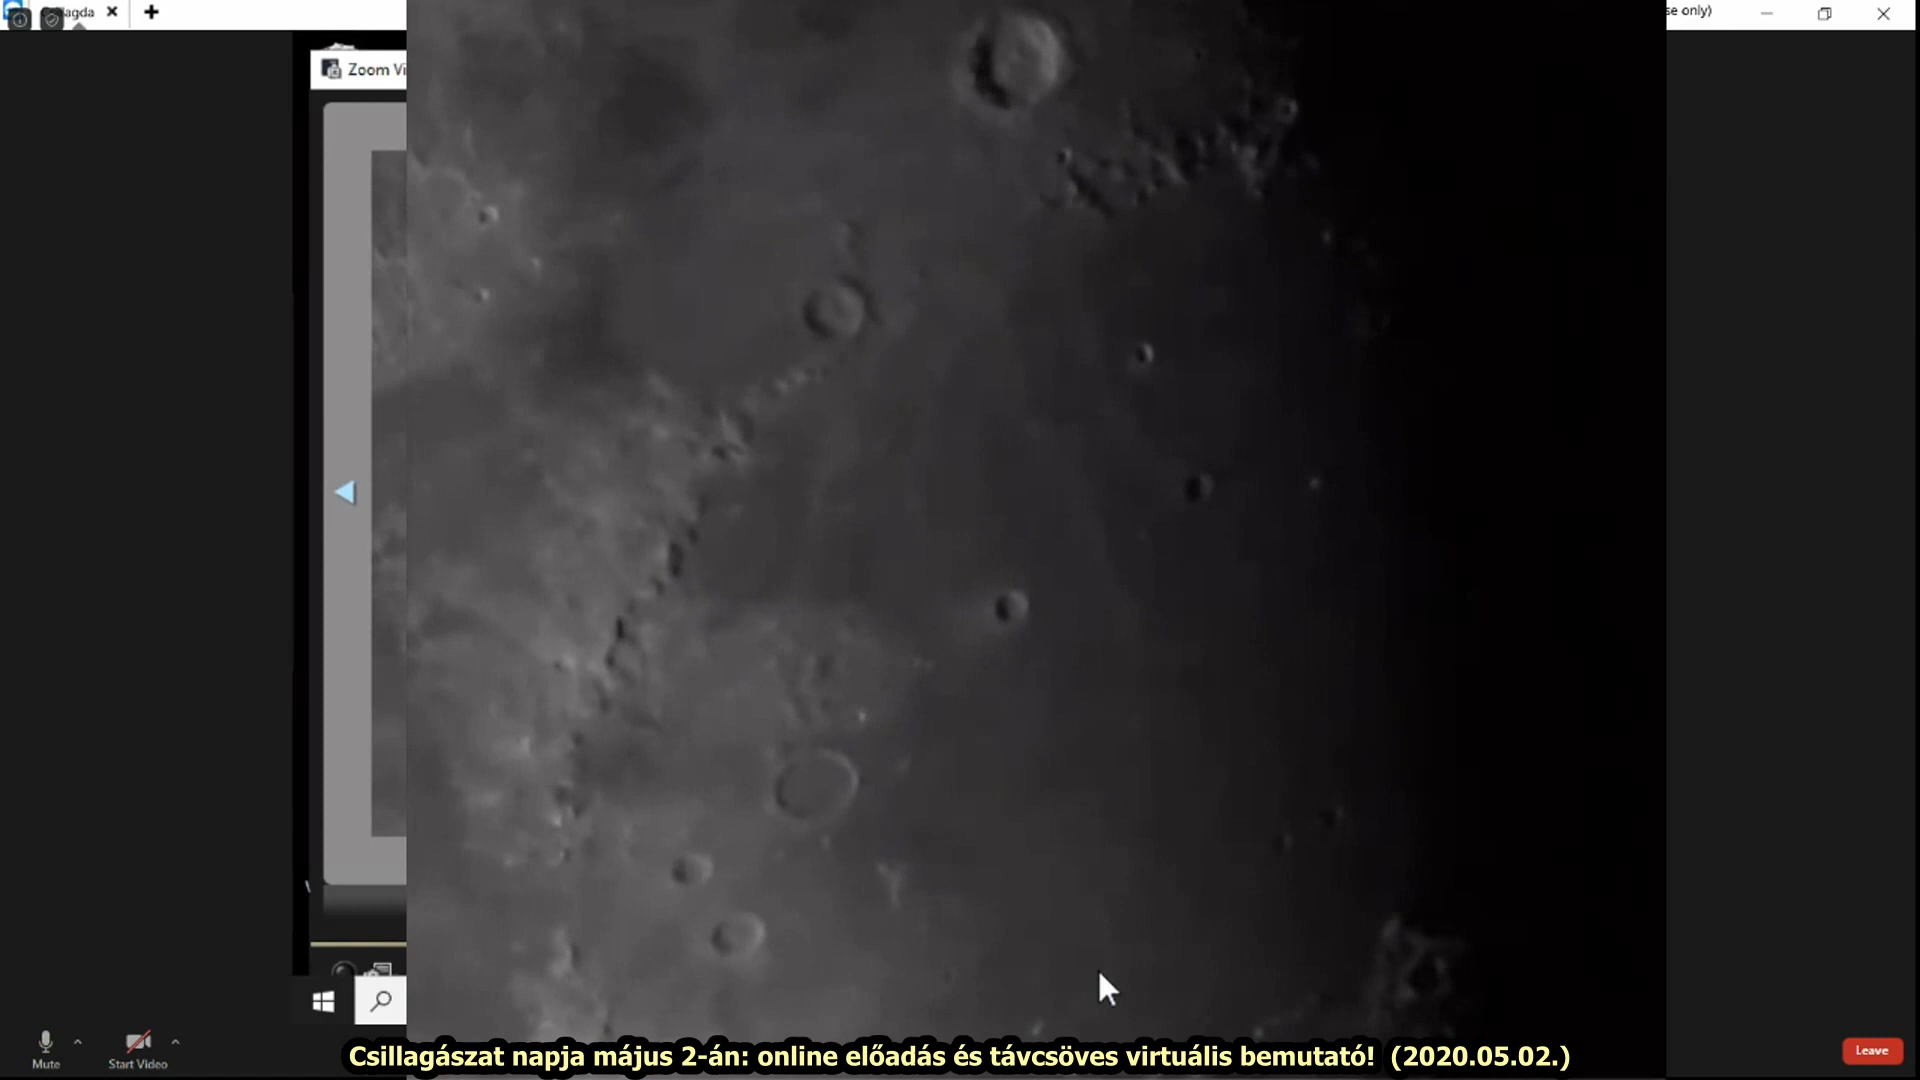 se only)
Zoom Vi
Mute
Start Video
Leave
Csillagászat napja május 2-án: online előadás és távcsöves virtuális bemutató! (2020.05.02.)